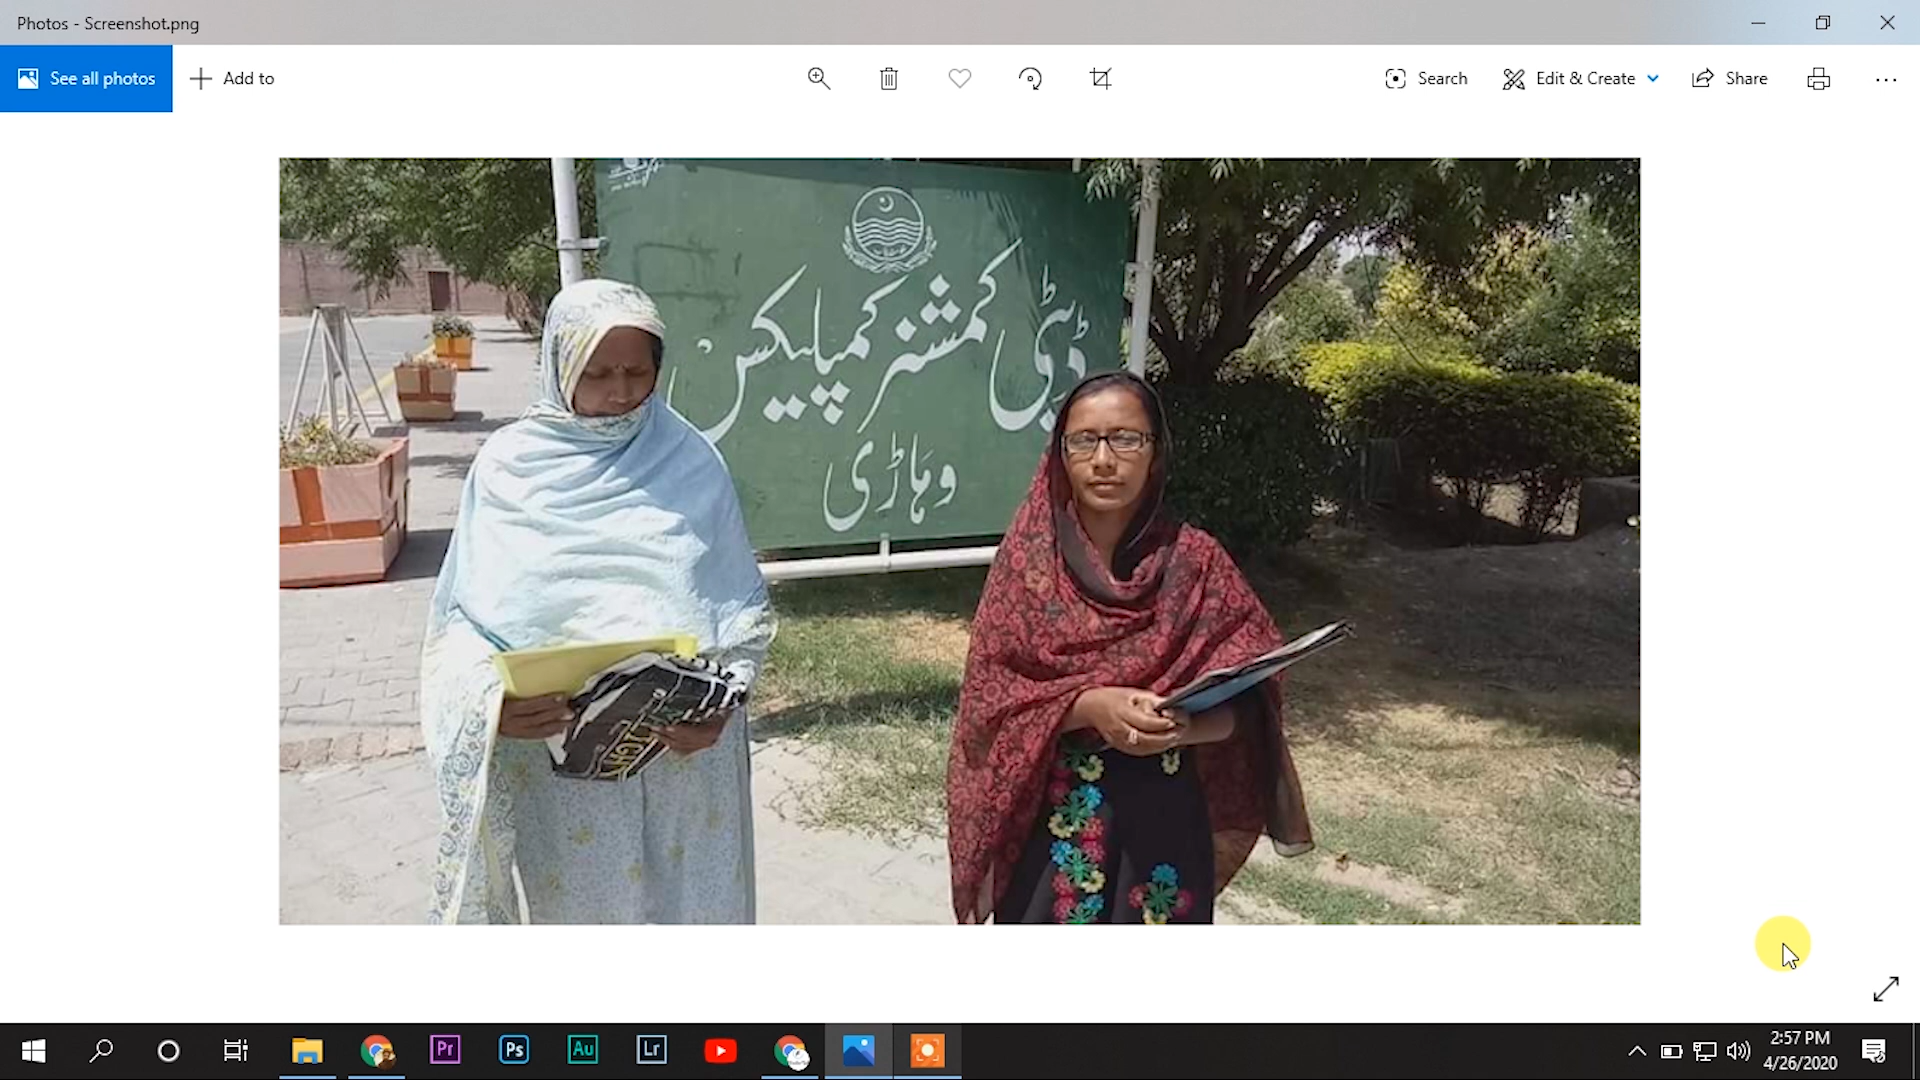 Photos - Screenshot.png
See all photos
Add to
Search
Edit & Create
Share
ڈپٹی کمشنر کمپلیکس
وہاڑی
Pr
Ps
Au
Lr
2:57 PM
4/26/2020